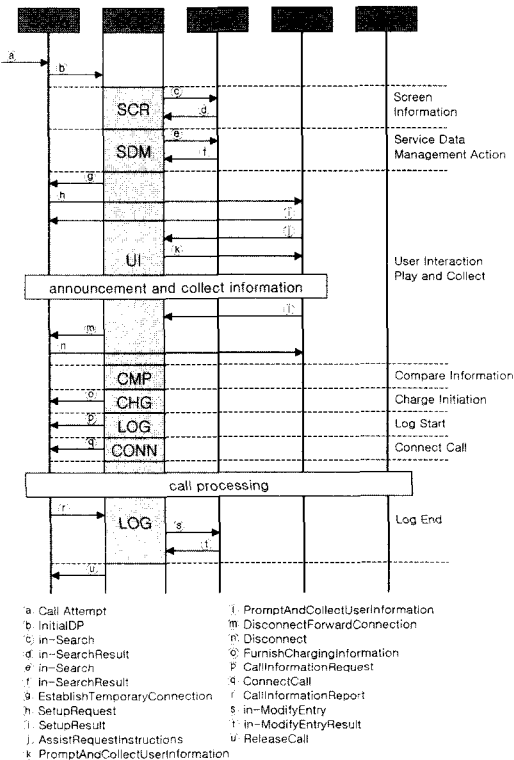 a
b
c
Screen
SCR
d
Information
e
Service Data
SDM
f
Management Action
g
h
i
j
k
UI
User Interaction
Play and Collect
announcement and collect information
l
m
n
CMP
Compare Information
o
CHG
Charge Initiation
p
LOG
Log Start
q
CONN
Connect Call
call processing
r
LOG
s
Log End
t
u
a Call Attempt
b InitialDP
c in-Search
d in-SearchResult
e in-Search
f in-SearchResult
g EstablishTemporaryConnection
h SetupRequest
i SetupResult
j AssistRequestInstructions
k PromptAndCollectUserInformation
l PromptAndCollectUserInformation
m DisconnectForwardConnection
n Disconnect
o FurnishChargingInformation
p CallInformationRequest
q ConnectCall
r CallInformationReport
s in-ModifyEntry
t in-ModifyEntryResult
u ReleaseCall